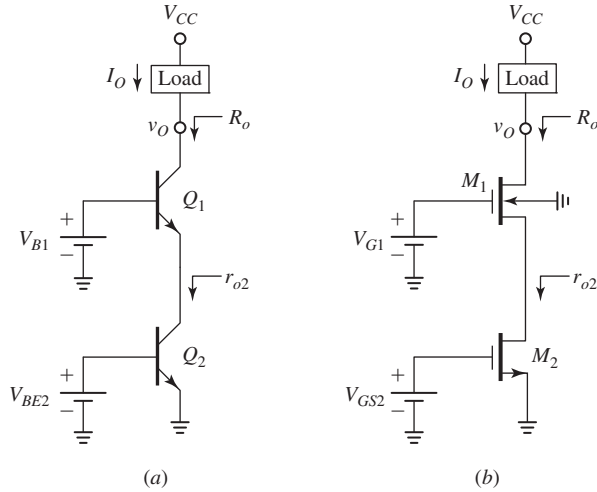 V_CC
I_O
Load
R_o
v_O
Q_1
+
V_B1
−
r_o2
Q_2
+
V_BE2
−
(a)
V_CC
I_O
Load
R_o
v_O
M_1
+
V_G1
−
r_o2
M_2
+
V_GS2
−
(b)